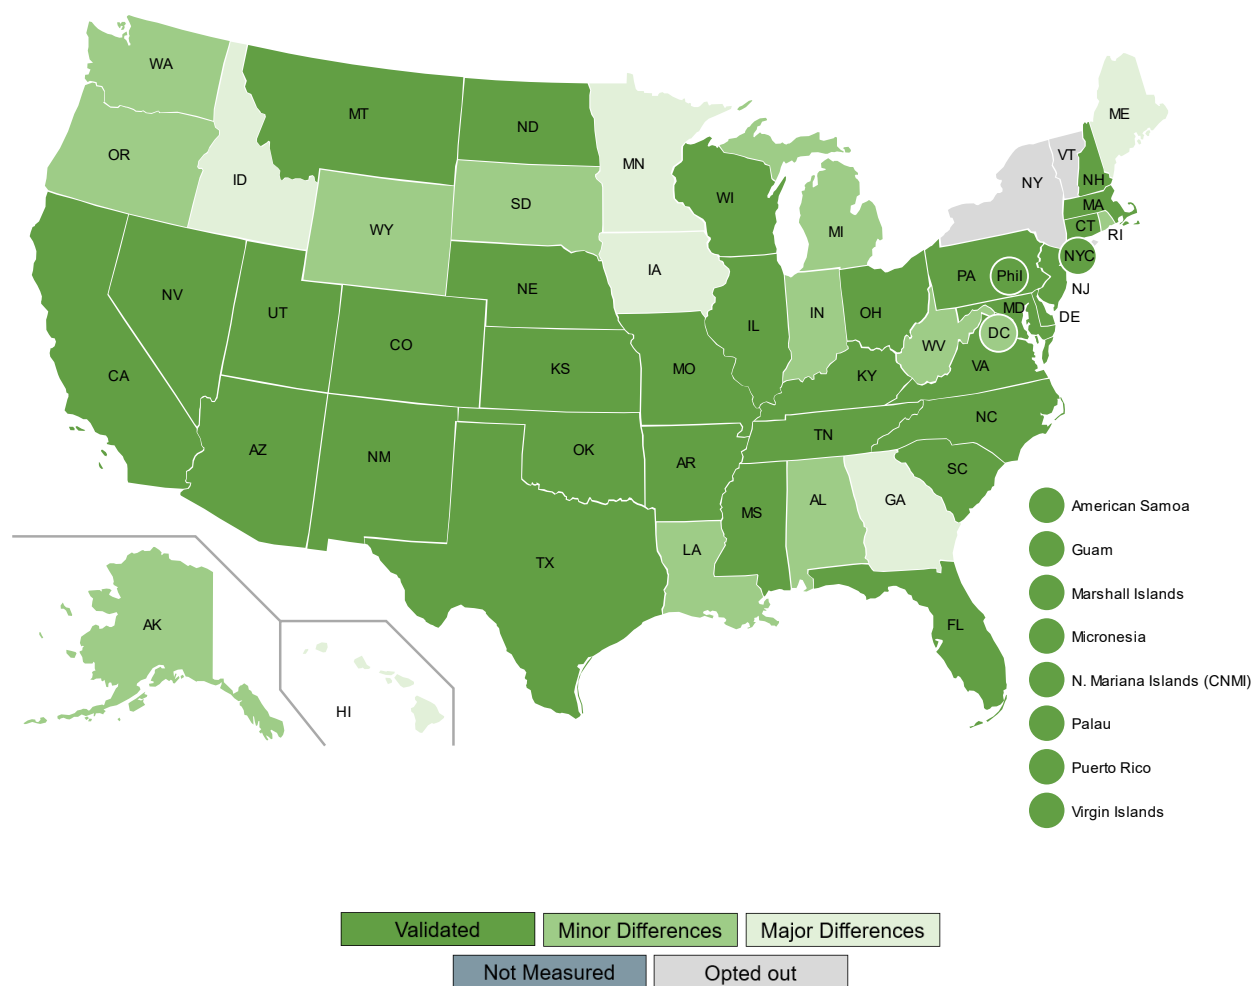 WA
MT
ND
OR
ID
MN
SD
WY
WI
MI
IA
NE
NV
UT
CO
CA
KS
MO
IL
IN
OH
KY
WV
VA
PA
Phil
MD
DC
NY
VT
NH
ME
MA
CT
RI
NYC
NJ
DE
AZ
NM
OK
AR
TN
NC
SC
MS
AL
GA
LA
TX
FL
AK
HI
American Samoa
Guam
Marshall Islands
Micronesia
N. Mariana Islands (CNMI)
Palau
Puerto Rico
Virgin Islands
Validated
Minor Differences
Major Differences
Not Measured
Opted out